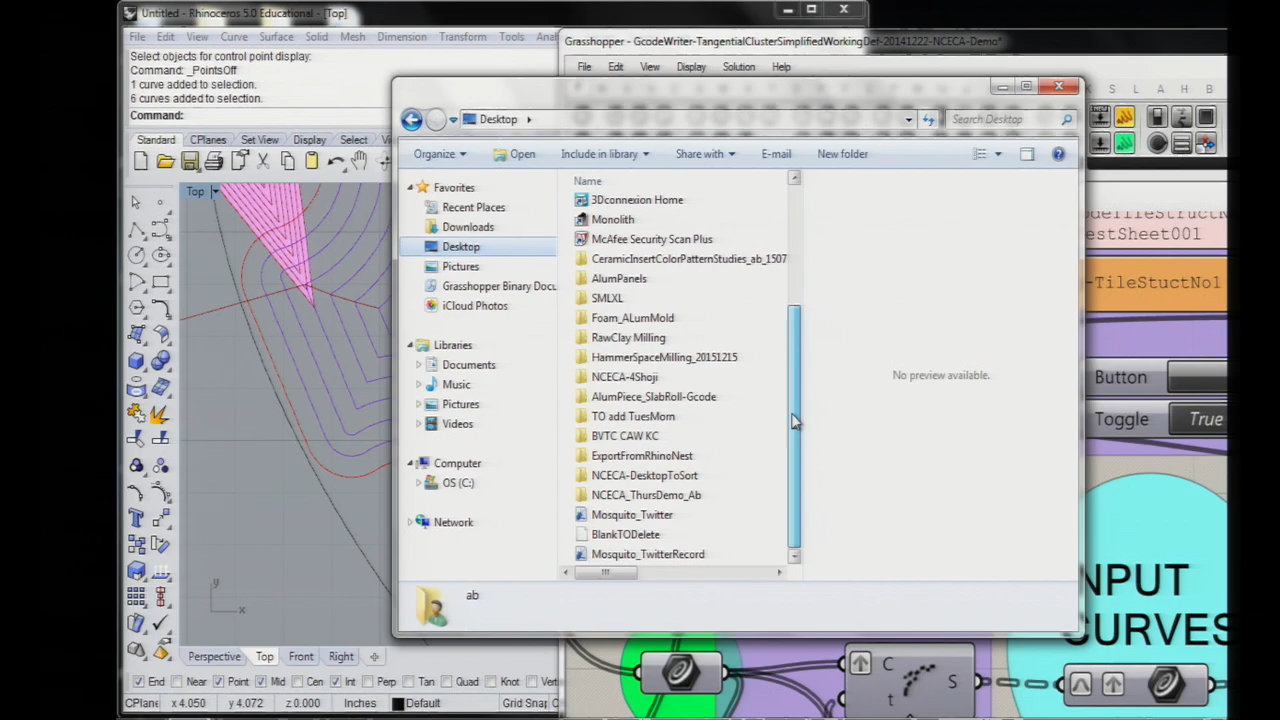 Untitled - Rhinoceros 5.0 Educational - [Top]
File Edit View Curve Surface Solid Mesh Dimension Transform Tools
Select objects for control point display:
Command: _PointsOff
1 curve added to selection.
6 curves added to selection.
Command:
Standard CPlanes Set View Display Select
Top
Perspective Top Front Right
End Near Point Mid Cen Int Perp Tan Quad Knot
CPlane x 4.050 y 4.072 z 0.000 Inches Default Grid Snap
y
x
Grasshopper - GcodeWriter-TangentialClusterSimplifiedWorkingDef-20141222-NCECA-Demo*
File Edit View Display Solution Help
C M S V N C M S H B
Desktop
Search Desktop
Organize Open Include in library Share with E-mail New folder
Favorites
Recent Places
Downloads
Desktop
Pictures
Grasshopper Binary Docu
iCloud Photos
Libraries
Documents
Music
Pictures
Videos
Computer
OS (C:)
Network
Name
3Dconnexion Home
Monolith
McAfee Security Scan Plus
CeramicInsertColorPatternStudies_ab_1507
AlumPanels
SMLXL
Foam_ALumMold
RawClay Milling
HammerSpaceMilling_20151215
NCECA-4Shoji
AlumPiece_SlabRoll-Gcode
TO add TuesMorn
BVTC CAW KC
ExportFromRhinoNest
NCECA-DesktopToSort
NCECA_ThursDemo_Ab
Mosquito_Twitter
BlankTODelete
Mosquito_TwitterRecord
No preview available.
ab
estSheet001
-TileStuctNo1
Button
Toggle True
NPUT
CURVES
C
t
S